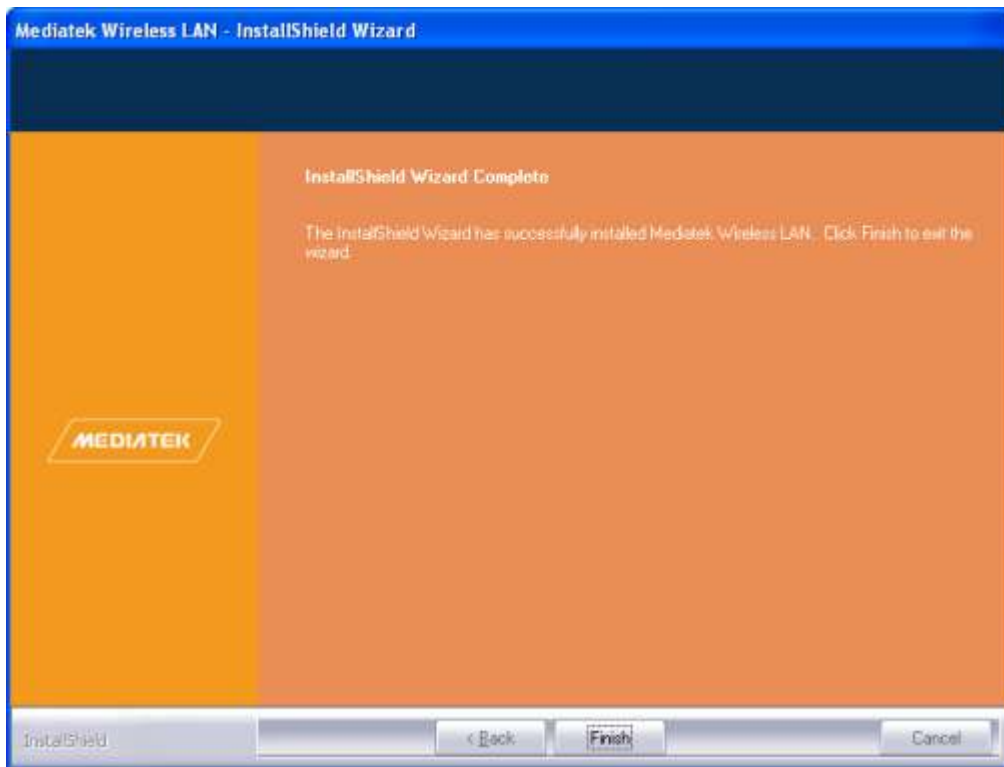 Mediatek Wireless LAN - InstallShield Wizard
InstallShield Wizard Complete
The InstallShield Wizard has successfully installed Mediatek Wireless LAN. Click Finish to exit the
wizard.
MEDIATEK
InstallShield
< Back
Finish
Cancel